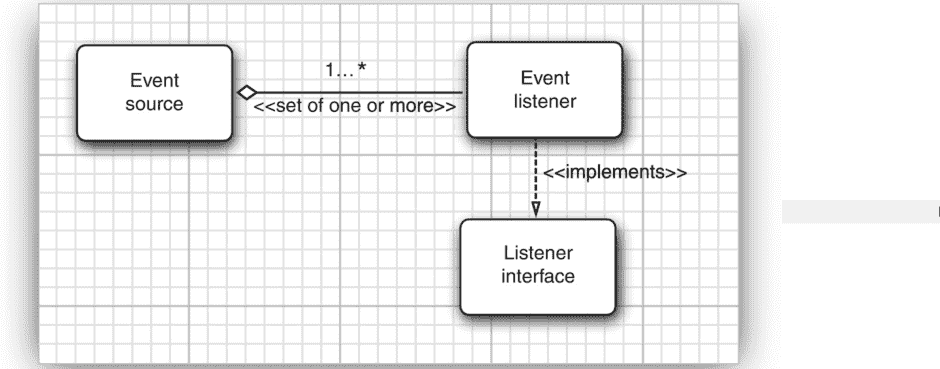 Event
source
1...*
<<set of one or more>>
Event
listener
<<implements>>
Listener
interface